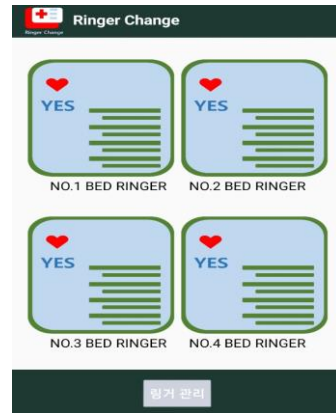 Ringer Change
Ringer Change
YES
YES
NO.1 BED RINGER
NO.2 BED RINGER
YES
YES
NO.3 BED RINGER
NO.4 BED RINGER
링거 관리